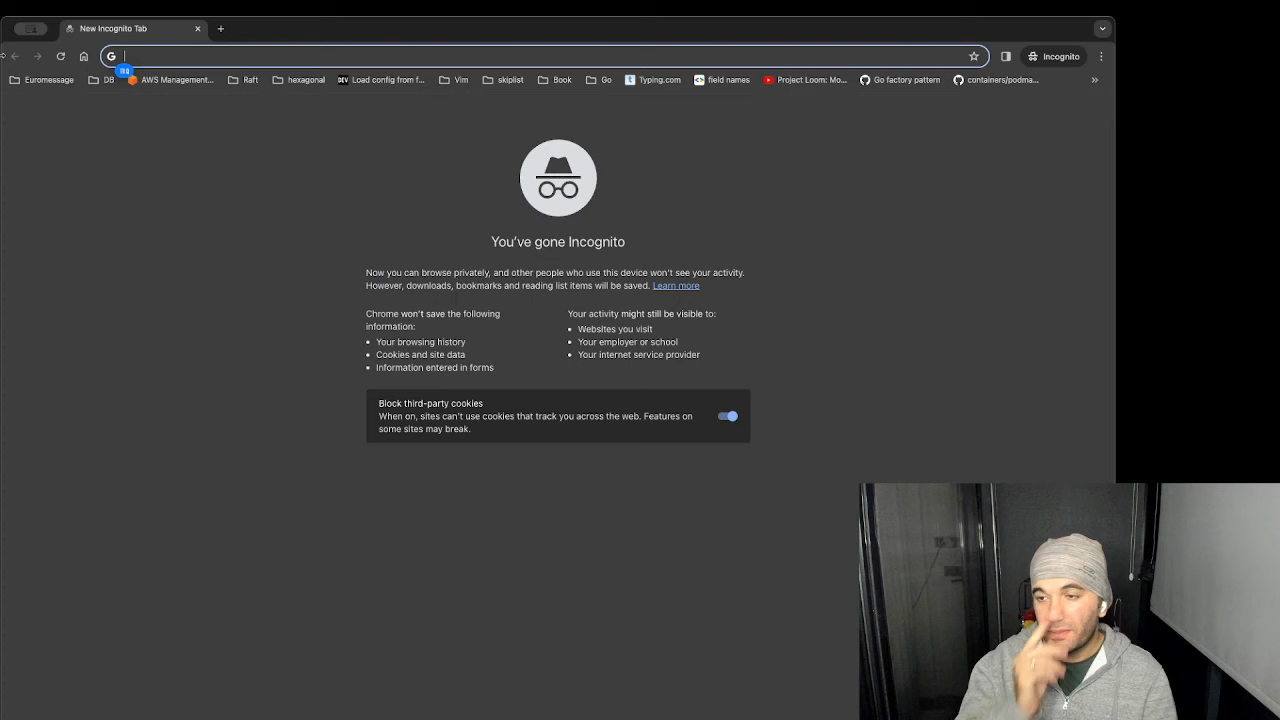 New Incognito Tab
Incognito
Euromessage
DB
AWS Management...
Raft
hexagonal
DEV Load config from f...
Vim
skiplist
Book
Go
Typing.com
field names
Project Loom: Mo...
Go factory pattern
containers/podma...
You've gone Incognito
Now you can browse privately, and other people who use this device won't see your activity.
However, downloads, bookmarks and reading list items will be saved. Learn more
Chrome won't save the following
information:
Your browsing history
Cookies and site data
Information entered in forms
Your activity might still be visible to:
Websites you visit
Your employer or school
Your internet service provider
Block third-party cookies
When on, sites can't use cookies that track you across the web. Features on
some sites may break.